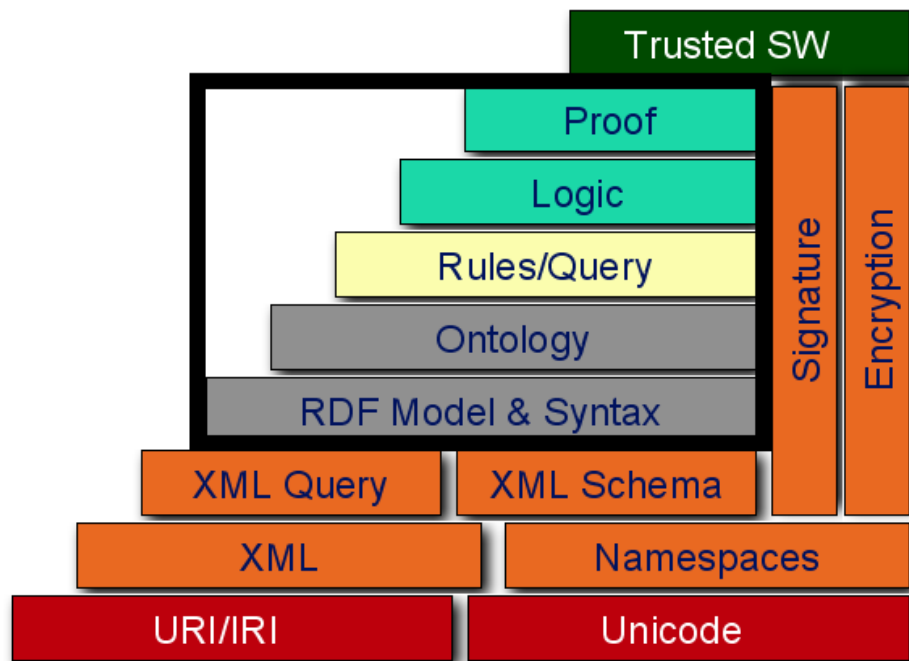 Trusted SW
Proof
Logic
Rules/Query
Ontology
RDF Model & Syntax
Signature
Encryption
XML Query
XML Schema
XML
Namespaces
URI/IRI
Unicode